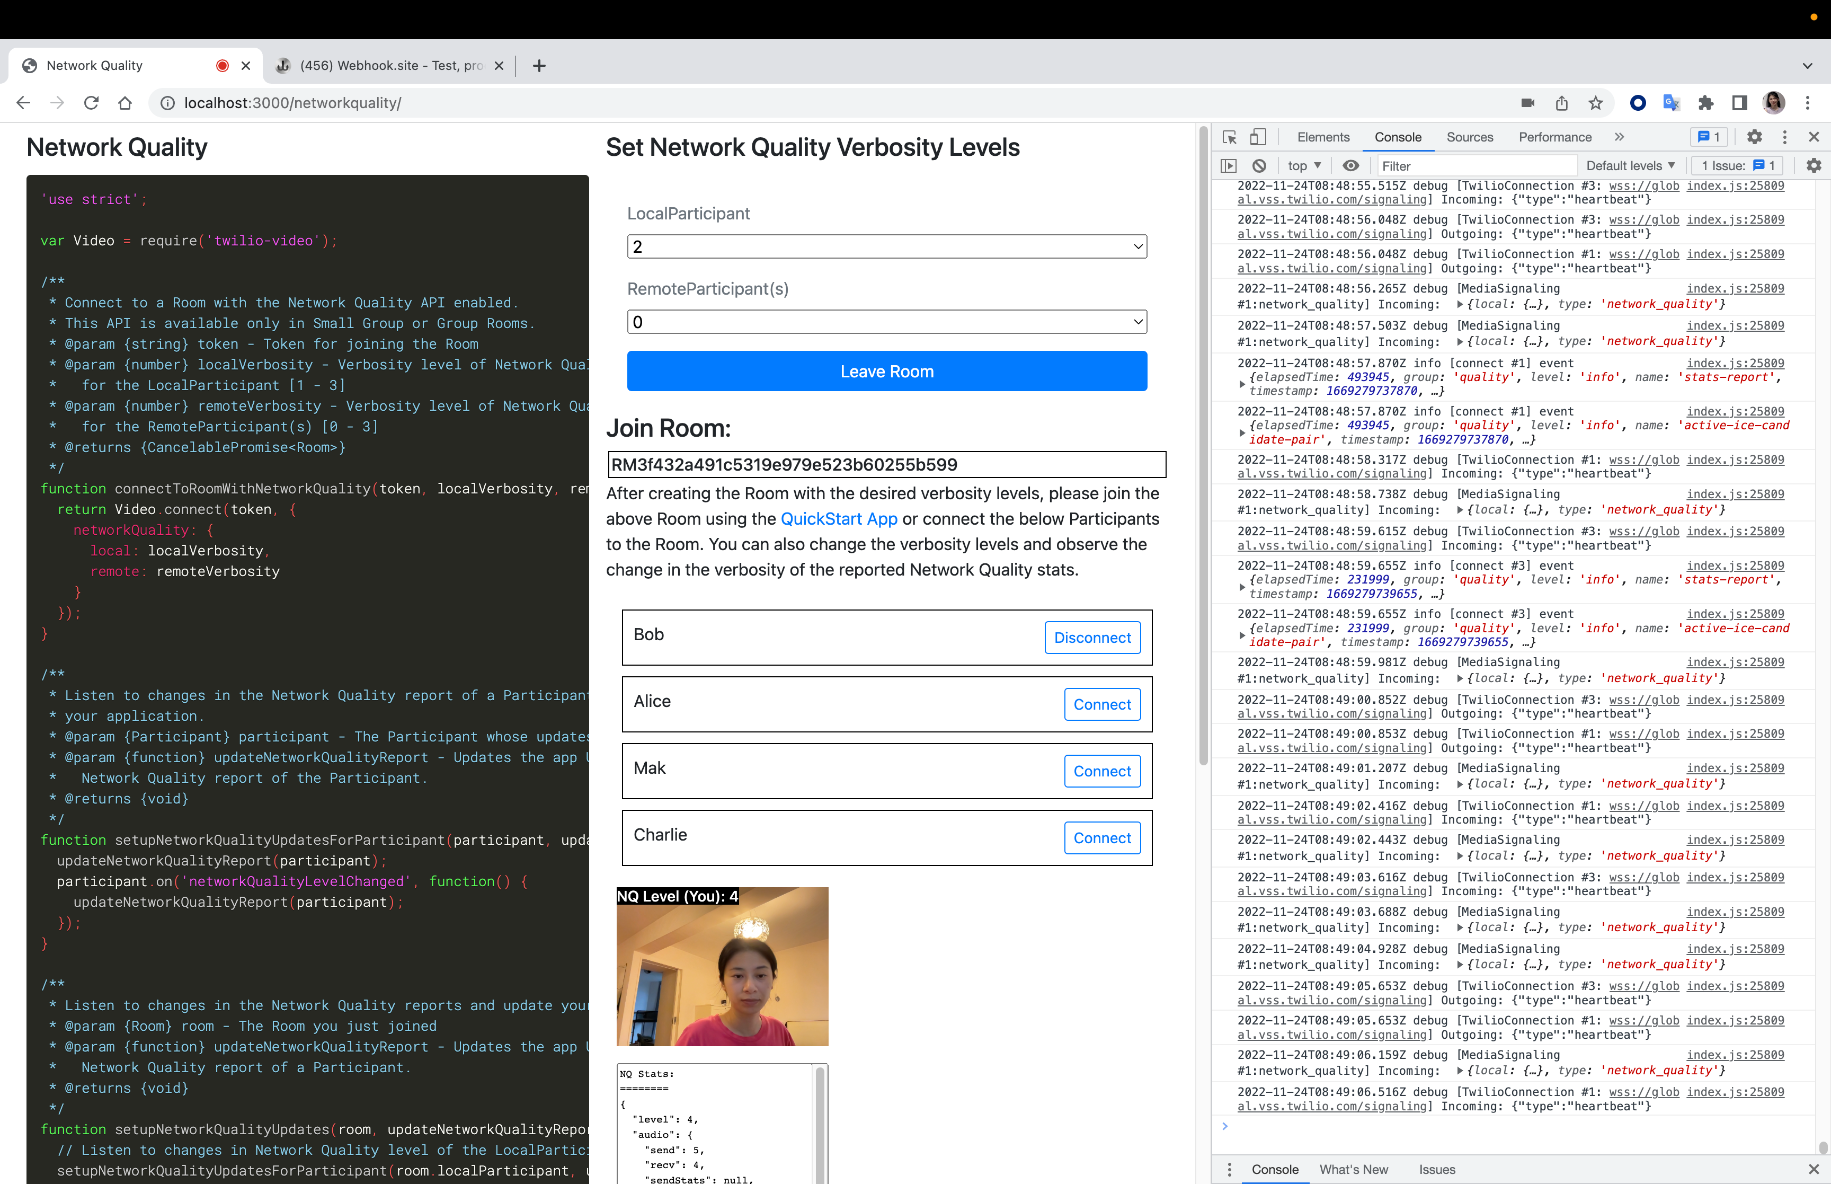 Network Quality
(456) Webhook.site - Test, pro
localhost:3000/networkquality/
Network Quality
'use strict';
var Video = require('twilio-video');
/**
* Connect to a Room with the Network Quality API enabled.
* This API is available only in Small Group or Group Rooms.
* @param {string} token - Token for joining the Room
* @param {number} localVerbosity - Verbosity level of Network Qual
*   for the LocalParticipant [1 - 3]
* @param {number} remoteVerbosity - Verbosity level of Network Qua
*   for the RemoteParticipant(s) [0 - 3]
* @returns {CancelablePromise<Room>}
*/
function connectToRoomWithNetworkQuality(token, localVerbosity, rem
return Video.connect(token, {
networkQuality: {
local: localVerbosity,
remote: remoteVerbosity
}
});
}
/**
* Listen to changes in the Network Quality report of a Participant
* your application.
* @param {Participant} participant - The Participant whose updates
* @param {function} updateNetworkQualityReport - Updates the app U
*   Network Quality report of the Participant.
* @returns {void}
*/
function setupNetworkQualityUpdatesForParticipant(participant, upda
updateNetworkQualityReport(participant);
participant.on('networkQualityLevelChanged', function() {
updateNetworkQualityReport(participant);
});
}
/**
* Listen to changes in the Network Quality reports and update your
* @param {Room} room - The Room you just joined
* @param {function} updateNetworkQualityReport - Updates the app U
*   Network Quality report of a Participant.
* @returns {void}
*/
function setupNetworkQualityUpdates(room, updateNetworkQualityRepor
// Listen to changes in Network Quality level of the LocalPartici
setupNetworkQualityUpdatesForParticipant(room.localParticipant, u
Set Network Quality Verbosity Levels
LocalParticipant
2
RemoteParticipant(s)
0
Leave Room
Join Room:
RM3f432a491c5319e979e523b60255b599
After creating the Room with the desired verbosity levels, please join the
above Room using the QuickStart App or connect the below Participants
to the Room. You can also change the verbosity levels and observe the
change in the verbosity of the reported Network Quality stats.
Bob Disconnect
Alice Connect
Mak Connect
Charlie Connect
NQ Level (You): 4
NQ Stats:
========
{
"level": 4,
"audio": {
"send": 5,
"recv": 4,
"sendStats": null,
Elements Console Sources Performance » 1
top Filter Default levels 1 Issue: 1
2022-11-24T08:48:55.515Z debug [TwilioConnection #3: wss://glob index.js:25809
al.vss.twilio.com/signaling] Incoming: {"type":"heartbeat"}
2022-11-24T08:48:56.048Z debug [TwilioConnection #3: wss://glob index.js:25809
al.vss.twilio.com/signaling] Outgoing: {"type":"heartbeat"}
2022-11-24T08:48:56.048Z debug [TwilioConnection #1: wss://glob index.js:25809
al.vss.twilio.com/signaling] Outgoing: {"type":"heartbeat"}
2022-11-24T08:48:56.265Z debug [MediaSignaling index.js:25809
#1:network_quality] Incoming: {local: {…}, type: 'network_quality'}
2022-11-24T08:48:57.503Z debug [MediaSignaling index.js:25809
#1:network_quality] Incoming: {local: {…}, type: 'network_quality'}
2022-11-24T08:48:57.870Z info [connect #1] event index.js:25809
{elapsedTime: 493945, group: 'quality', level: 'info', name: 'stats-report',
timestamp: 1669279737870, …}
2022-11-24T08:48:57.870Z info [connect #1] event index.js:25809
{elapsedTime: 493945, group: 'quality', level: 'info', name: 'active-ice-cand
idate-pair', timestamp: 1669279737870, …}
2022-11-24T08:48:58.317Z debug [TwilioConnection #1: wss://glob index.js:25809
al.vss.twilio.com/signaling] Incoming: {"type":"heartbeat"}
2022-11-24T08:48:58.738Z debug [MediaSignaling index.js:25809
#1:network_quality] Incoming: {local: {…}, type: 'network_quality'}
2022-11-24T08:48:59.615Z debug [TwilioConnection #3: wss://glob index.js:25809
al.vss.twilio.com/signaling] Incoming: {"type":"heartbeat"}
2022-11-24T08:48:59.655Z info [connect #3] event index.js:25809
{elapsedTime: 231999, group: 'quality', level: 'info', name: 'stats-report',
timestamp: 1669279739655, …}
2022-11-24T08:48:59.655Z info [connect #3] event index.js:25809
{elapsedTime: 231999, group: 'quality', level: 'info', name: 'active-ice-cand
idate-pair', timestamp: 1669279739655, …}
2022-11-24T08:48:59.981Z debug [MediaSignaling index.js:25809
#1:network_quality] Incoming: {local: {…}, type: 'network_quality'}
2022-11-24T08:49:00.852Z debug [TwilioConnection #3: wss://glob index.js:25809
al.vss.twilio.com/signaling] Outgoing: {"type":"heartbeat"}
2022-11-24T08:49:00.853Z debug [TwilioConnection #1: wss://glob index.js:25809
al.vss.twilio.com/signaling] Outgoing: {"type":"heartbeat"}
2022-11-24T08:49:01.207Z debug [MediaSignaling index.js:25809
#1:network_quality] Incoming: {local: {…}, type: 'network_quality'}
2022-11-24T08:49:02.416Z debug [TwilioConnection #1: wss://glob index.js:25809
al.vss.twilio.com/signaling] Incoming: {"type":"heartbeat"}
2022-11-24T08:49:02.443Z debug [MediaSignaling index.js:25809
#1:network_quality] Incoming: {local: {…}, type: 'network_quality'}
2022-11-24T08:49:03.616Z debug [TwilioConnection #3: wss://glob index.js:25809
al.vss.twilio.com/signaling] Incoming: {"type":"heartbeat"}
2022-11-24T08:49:03.688Z debug [MediaSignaling index.js:25809
#1:network_quality] Incoming: {local: {…}, type: 'network_quality'}
2022-11-24T08:49:04.928Z debug [MediaSignaling index.js:25809
#1:network_quality] Incoming: {local: {…}, type: 'network_quality'}
2022-11-24T08:49:05.653Z debug [TwilioConnection #3: wss://glob index.js:25809
al.vss.twilio.com/signaling] Outgoing: {"type":"heartbeat"}
2022-11-24T08:49:05.653Z debug [TwilioConnection #1: wss://glob index.js:25809
al.vss.twilio.com/signaling] Outgoing: {"type":"heartbeat"}
2022-11-24T08:49:06.159Z debug [MediaSignaling index.js:25809
#1:network_quality] Incoming: {local: {…}, type: 'network_quality'}
2022-11-24T08:49:06.516Z debug [TwilioConnection #1: wss://glob index.js:25809
al.vss.twilio.com/signaling] Incoming: {"type":"heartbeat"}
Console What's New Issues